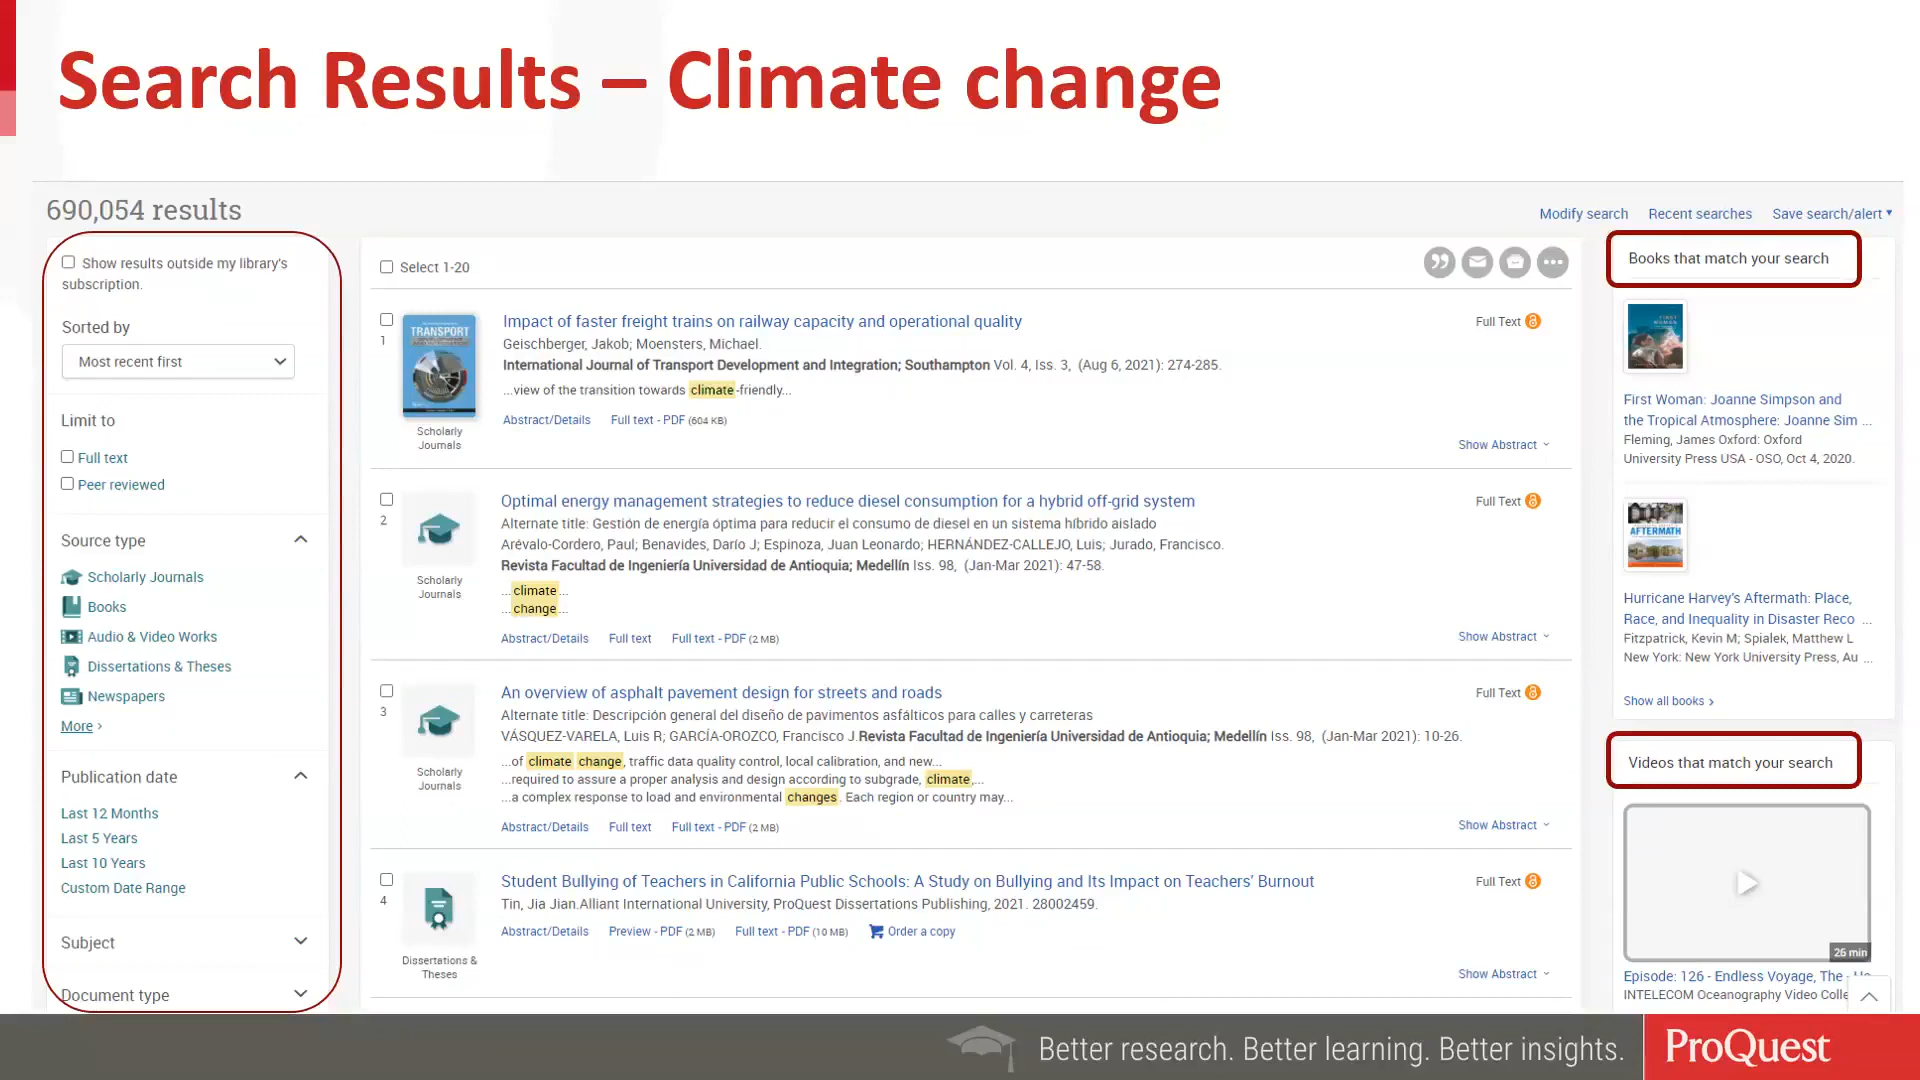 Search Results – Climate change
690,054 results
Modify search
Recent searches
Save search/alert
Show results outside my library's
subscription.
Sorted by
Most recent first
Limit to
Full text
Peer reviewed
Source type
Scholarly Journals
Books
Audio & Video Works
Dissertations & Theses
Newspapers
More ›
Publication date
Last 12 Months
Last 5 Years
Last 10 Years
Custom Date Range
Subject
Document type
Select 1-20
1
TRANSPORT
Scholarly
Journals
Impact of faster freight trains on railway capacity and operational quality
Full Text
Geischberger, Jakob; Moensters, Michael.
International Journal of Transport Development and Integration; Southampton Vol. 4, Iss. 3, (Aug 6, 2021): 274-285.
...view of the transition towards climate-friendly...
Abstract/Details Full text - PDF (604 KB)
Show Abstract
2
Scholarly
Journals
Optimal energy management strategies to reduce diesel consumption for a hybrid off-grid system
Full Text
Alternate title: Gestión de energía óptima para reducir el consumo de diesel en un sistema híbrido aislado
Arévalo-Cordero, Paul; Benavides, Darío J; Espinoza, Juan Leonardo; HERNÁNDEZ-CALLEJO, Luis; Jurado, Francisco.
Revista Facultad de Ingeniería Universidad de Antioquia; Medellín Iss. 98, (Jan-Mar 2021): 47-58.
...climate...
...change...
Abstract/Details Full text Full text - PDF (2 MB)
Show Abstract
3
Scholarly
Journals
An overview of asphalt pavement design for streets and roads
Full Text
Alternate title: Descripción general del diseño de pavimentos asfálticos para calles y carreteras
VÁSQUEZ-VARELA, Luis R; GARCÍA-OROZCO, Francisco J.Revista Facultad de Ingeniería Universidad de Antioquia; Medellín Iss. 98, (Jan-Mar 2021): 10-26.
...of climate change, traffic data quality control, local calibration, and new...
...required to assure a proper analysis and design according to subgrade, climate,...
...a complex response to load and environmental changes. Each region or country may...
Abstract/Details Full text Full text - PDF (2 MB)
Show Abstract
4
Dissertations &
Theses
Student Bullying of Teachers in California Public Schools: A Study on Bullying and Its Impact on Teachers' Burnout
Full Text
Tin, Jia Jian.Alliant International University, ProQuest Dissertations Publishing, 2021. 28002459.
Abstract/Details Preview - PDF (2 MB) Full text - PDF (10 MB) Order a copy
Show Abstract
Books that match your search
FIRST
WOMAN
First Woman: Joanne Simpson and
the Tropical Atmosphere: Joanne Sim ...
Fleming, James Oxford: Oxford
University Press USA - OSO, Oct 4, 2020.
AFTERMATH
Hurricane Harvey's Aftermath: Place,
Race, and Inequality in Disaster Reco ...
Fitzpatrick, Kevin M; Spialek, Matthew L
New York: New York University Press, Au ...
Show all books ›
Videos that match your search
26 min
Episode: 126 - Endless Voyage, The -
INTELECOM Oceanography Video Colle
Better research. Better learning. Better insights.
ProQuest